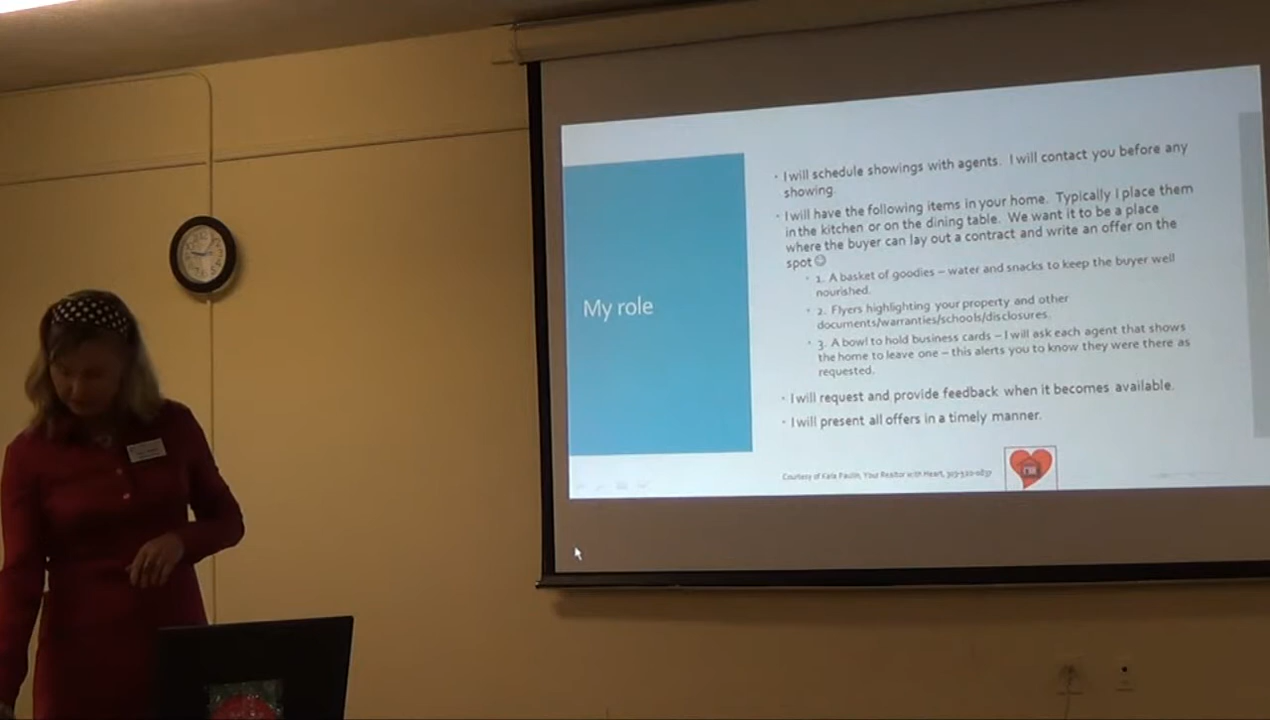 My role
• I will schedule showings with agents. I will contact you before any
showing.
• I will have the following items in your home. Typically I place them
in the kitchen or on the dining table. We want it to be a place
where the buyer can lay out a contract and write an offer on the
spot☺
• 1. A basket of goodies – water and snacks to keep the buyer well
nourished.
• 2. Flyers highlighting your property and other
documents/warranties/schools/disclosures.
• 3. A bowl to hold business cards – I will ask each agent that shows
the home to leave one – this alerts you to know they were there as
requested.
• I will request and provide feedback when it becomes available.
• I will present all offers in a timely manner.
Courtesy of Kate Your Realtor with Heart,